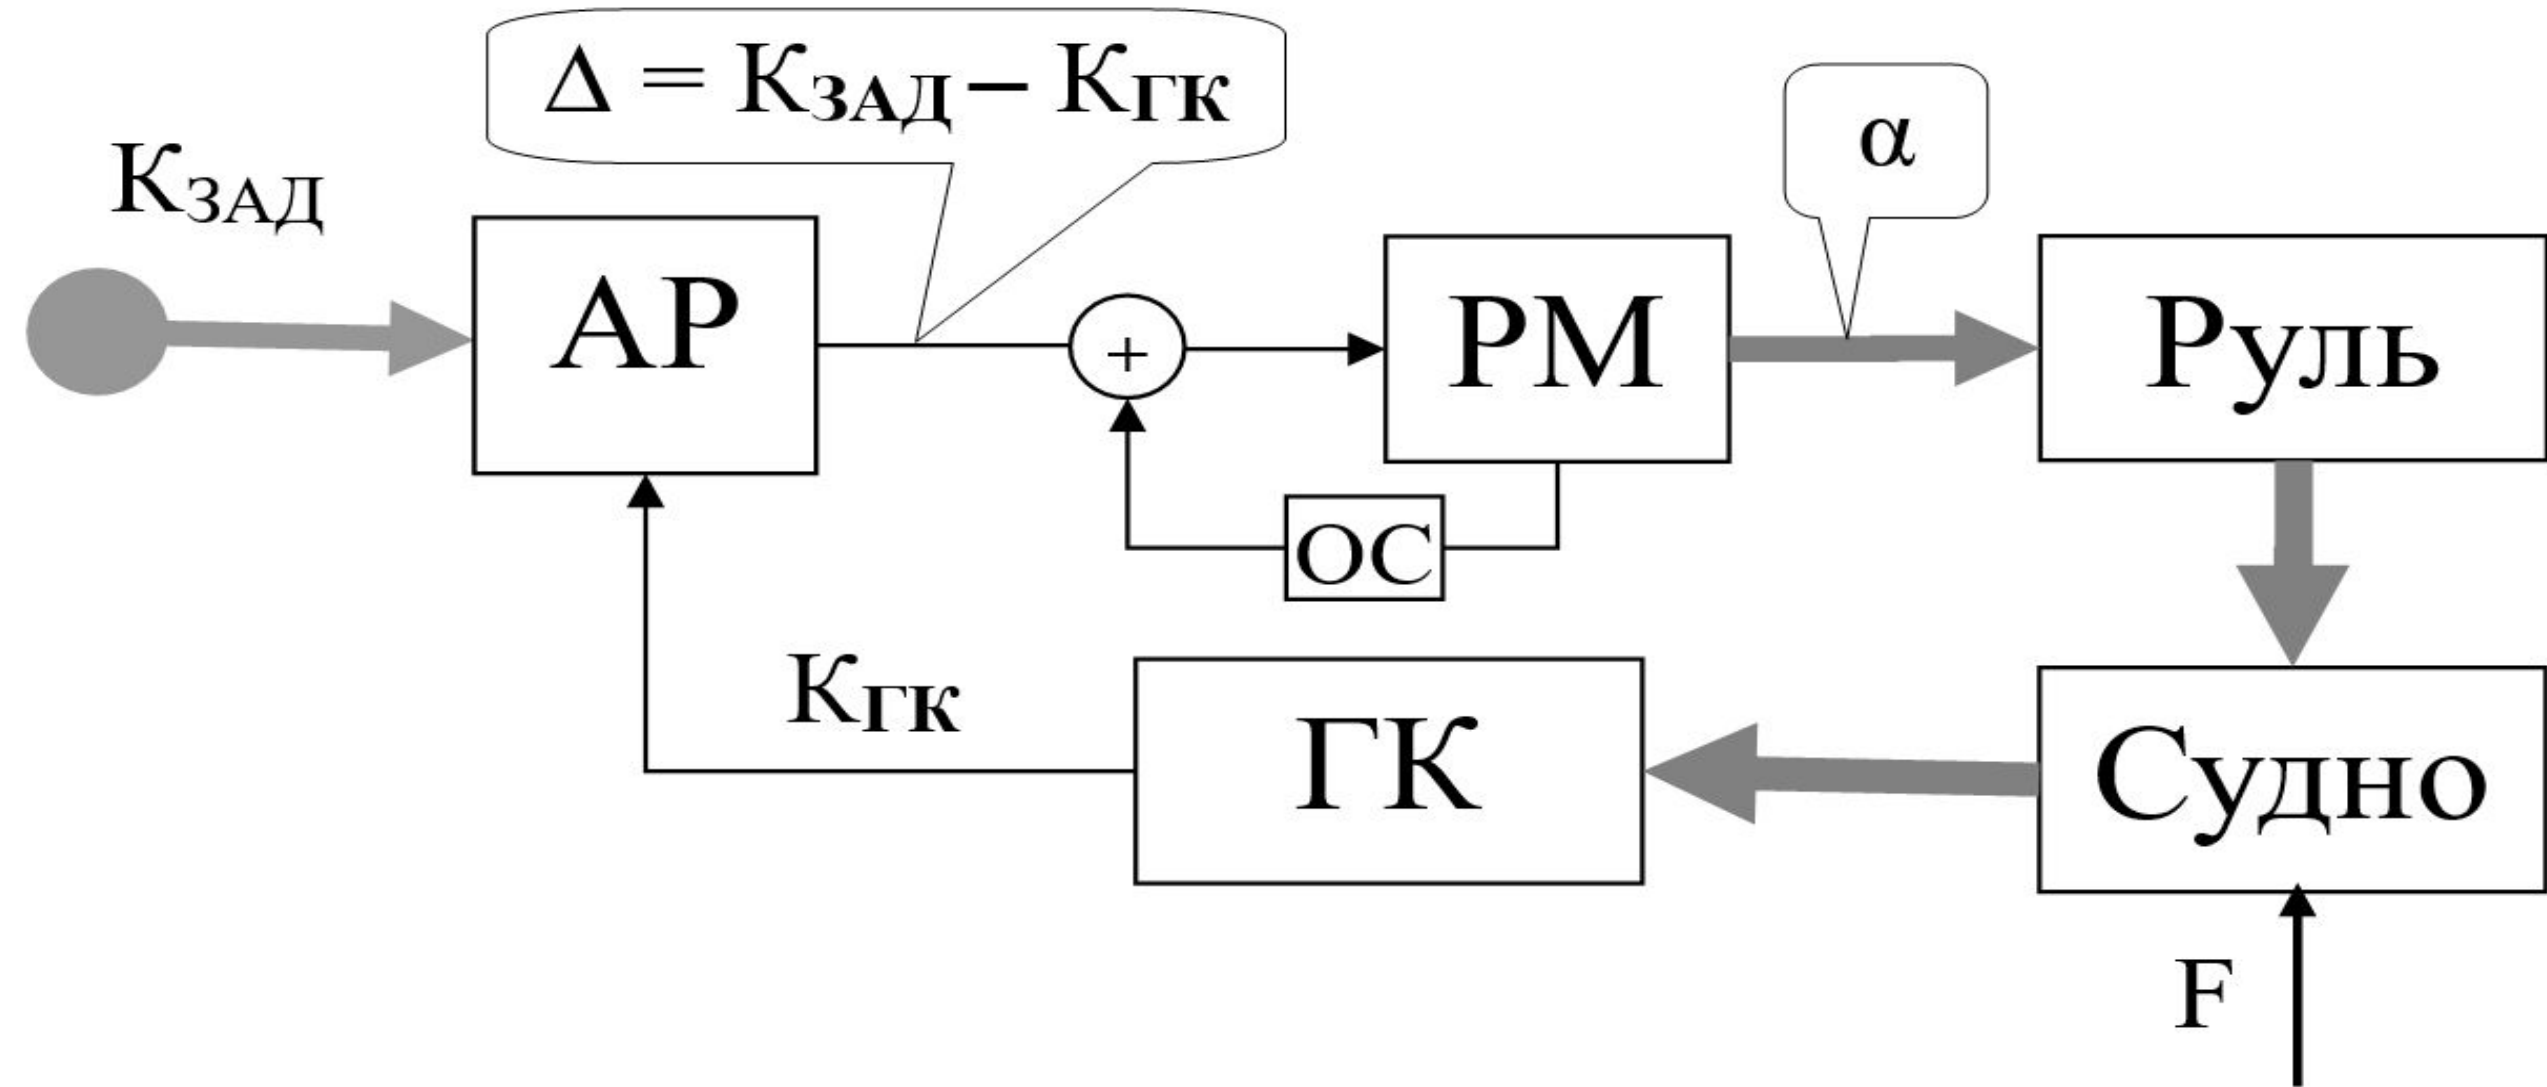 Δ = КЗАД – КГК
α
КЗАД
АР
+
РМ
Руль
ОС
КГК
ГК
Судно
F